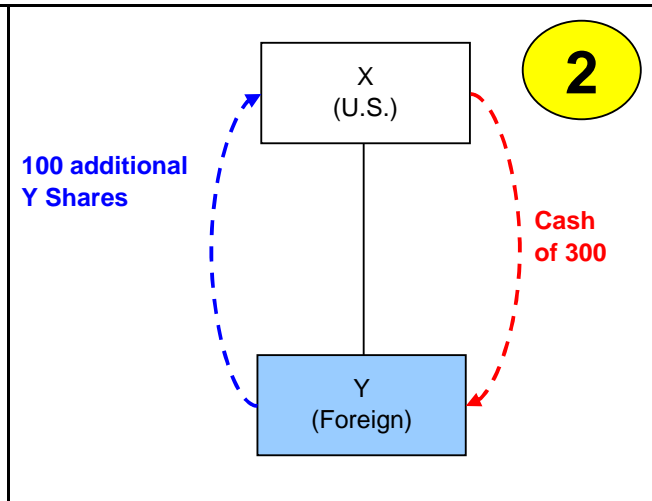 X
(U.S.)
2
100 additional
Y Shares
Cash
of 300
Y
(Foreign)